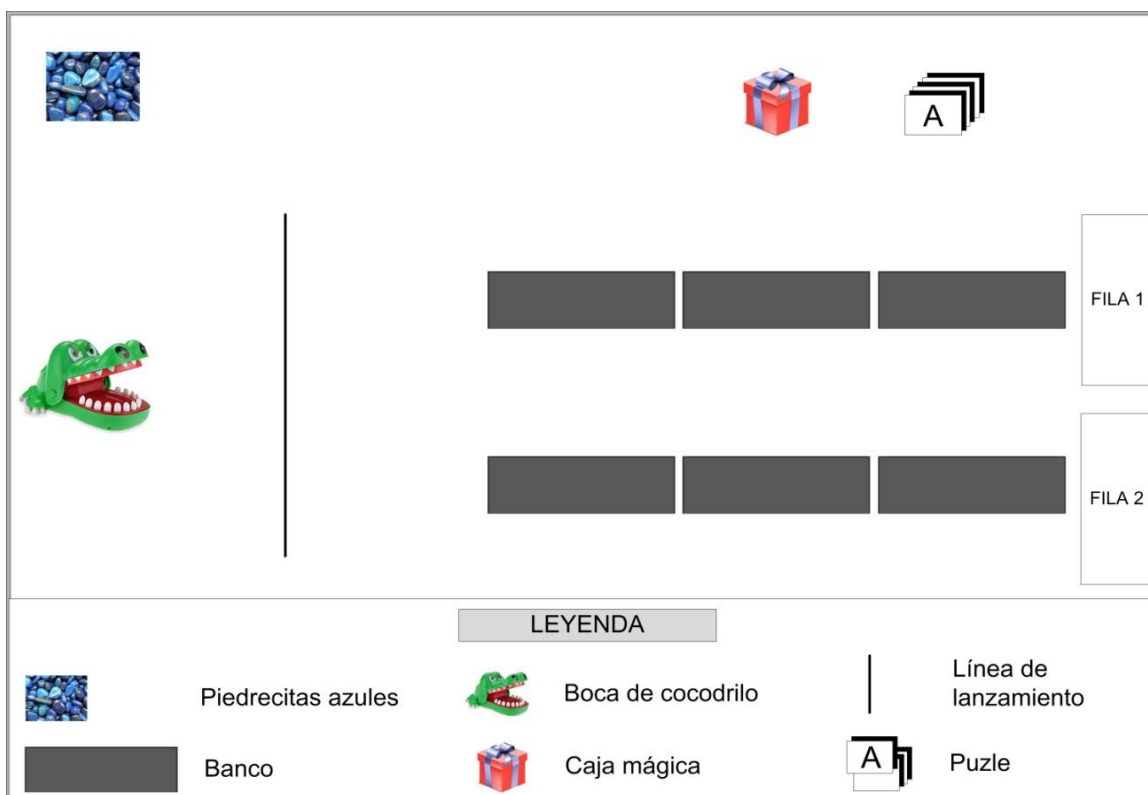 A
FILA 1
FILA 2
LEYENDA
Piedrecitas azules
Boca de cocodrilo
Línea de
lanzamiento
Banco
Caja mágica
A
Puzle